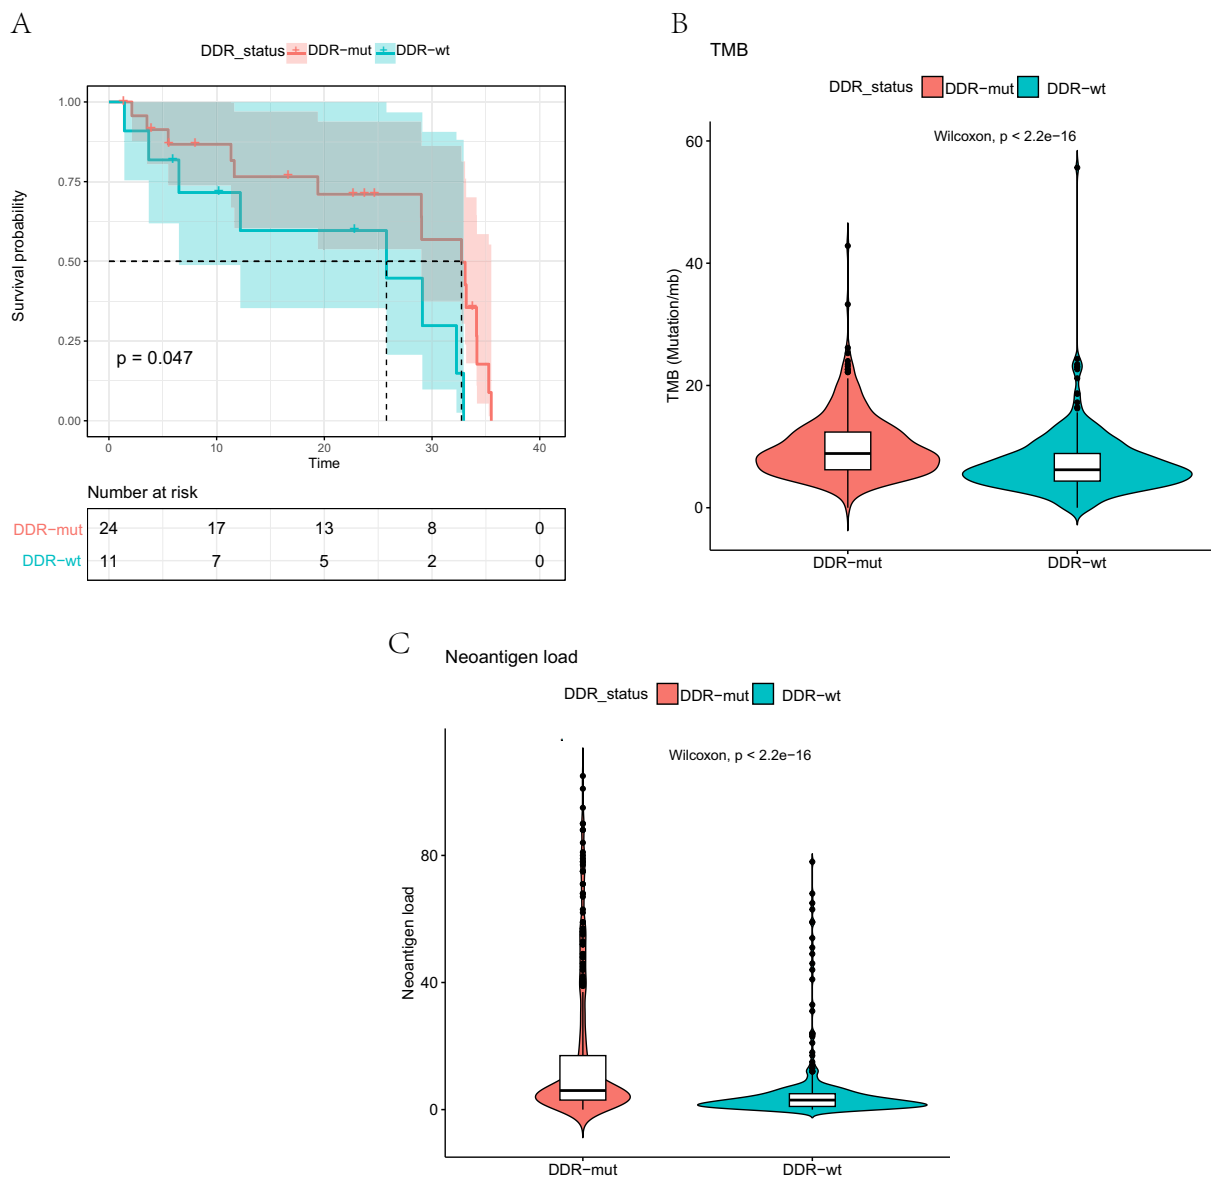 A
DDR_status DDR−mut DDR−wt
1.00
0.75
0.50
0.25
0.00
Survival probability
p = 0.047
0 10 20 30 40
Time
Number at risk
DDR−mut 24 17 13 8 0
DDR−wt 11 7 5 2 0
B
TMB
DDR_status DDR−mut DDR−wt
Wilcoxon, p < 2.2e−16
60
40
20
0
TMB (Mutation/mb)
DDR−mut DDR−wt
C
Neoantigen load
DDR_status DDR−mut DDR−wt
Wilcoxon, p < 2.2e−16
80
40
0
Neoantigen load
DDR−mut DDR−wt